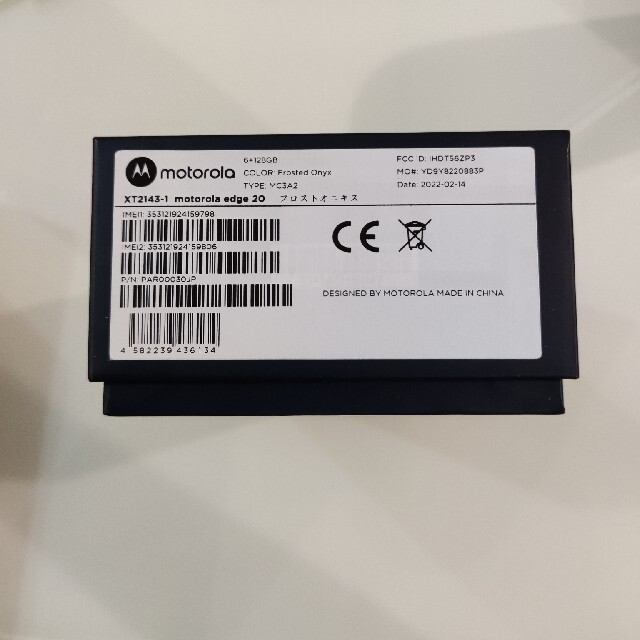 motorola
6+128GB
COLOR: Frosted Onyx
TYPE: MC3A2
FCC ID: IHDT56ZP3
MO#: YD9Y8220883P
Date: 2022-02-14
XT2143-1 motorola edge 20 フロストオニキス
IMEI1: 353121924159798
IMEI2: 353121924159806
P/N: PAR00030JP
CE
DESIGNED BY MOTOROLA MADE IN CHINA
4 582239 436134